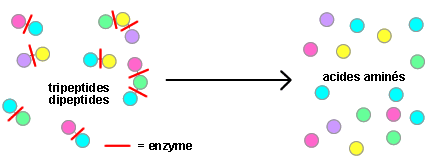 tripeptides
dipeptides
acides aminés
= enzyme